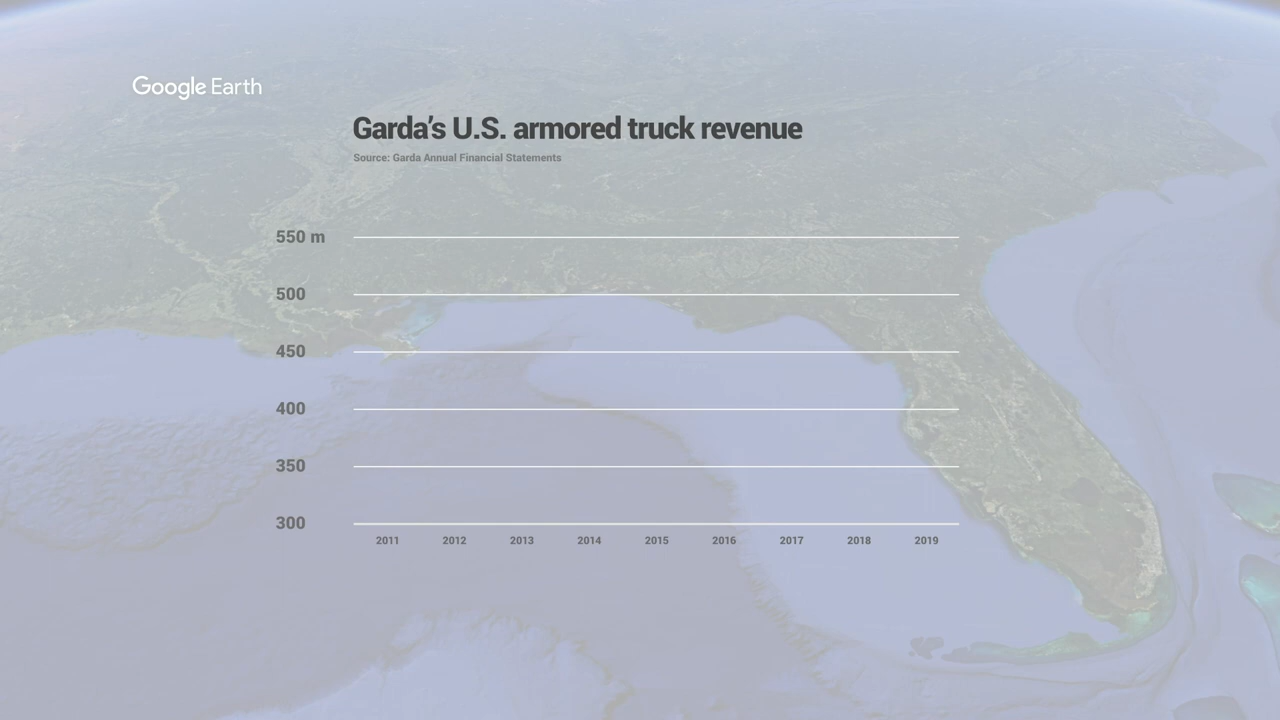 Google Earth
Garda’s U.S. armored truck revenue
Source: Garda Annual Financial Statements
550 m
500
450
400
350
300
2011 2012 2013 2014 2015 2016 2017 2018 2019